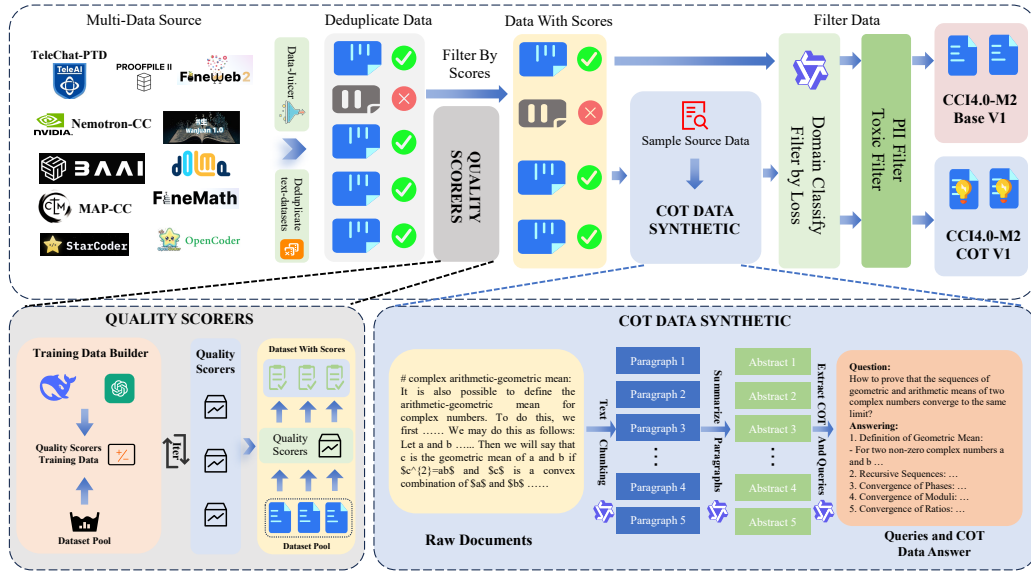 Multi-Data Source
Deduplicate Data
Data With Scores
Filter Data
TeleChat-PTD
TeleAI
PROOFPILE II
FineWeb2
NVIDIA.
Nemotron-CC
WanJuan 1.0
BAAI
dolma
CTM
MAP-CC
FineMath
StarCoder
OpenCoder
Data-Juicer
Deduplicate
text-datasets
Filter By
Scores
QUALITY
SCORERS
Sample Source Data
COT DATA
SYNTHETIC
Domain Classify
Filter by Loss
PII Filter
Toxic Filter
CCI4.0-M2
Base V1
CCI4.0-M2
COT V1
QUALITY SCORERS
Training Data Builder
Quality Scorers
Training Data
Dataset Pool
Iter
Quality
Scorers
Dataset With Scores
Quality
Scorers
Dataset Pool
COT DATA SYNTHETIC
# complex arithmetic-geometric mean:
It is also possible to define the
arithmetic-geometric mean for
complex numbers. To do this, we
first …… We may do this as follows:
Let a and b …... Then we will say that
c is the geometric mean of a and b if
$c^{2}=ab$ and $c$ is a convex
combination of $a$ and $b$ ……
Raw Documents
Text Chunking
Paragraph 1
Paragraph 2
Paragraph 3
Paragraph 4
Paragraph 5
Summarize Paragraphs
Abstract 1
Abstract 2
Abstract 3
Abstract 4
Abstract 5
Extract COT And Queries
Question:
How to prove that the sequences of
geometric and arithmetic means of two
complex numbers converge to the same
limit?
Answering:
1. Definition of Geometric Mean:
- For two non-zero complex numbers a
and b …
2. Recursive Sequences: …
3. Convergence of Phases: …
4. Convergence of Moduli: …
5. Convergence of Ratios: …
Queries and COT
Data Answer